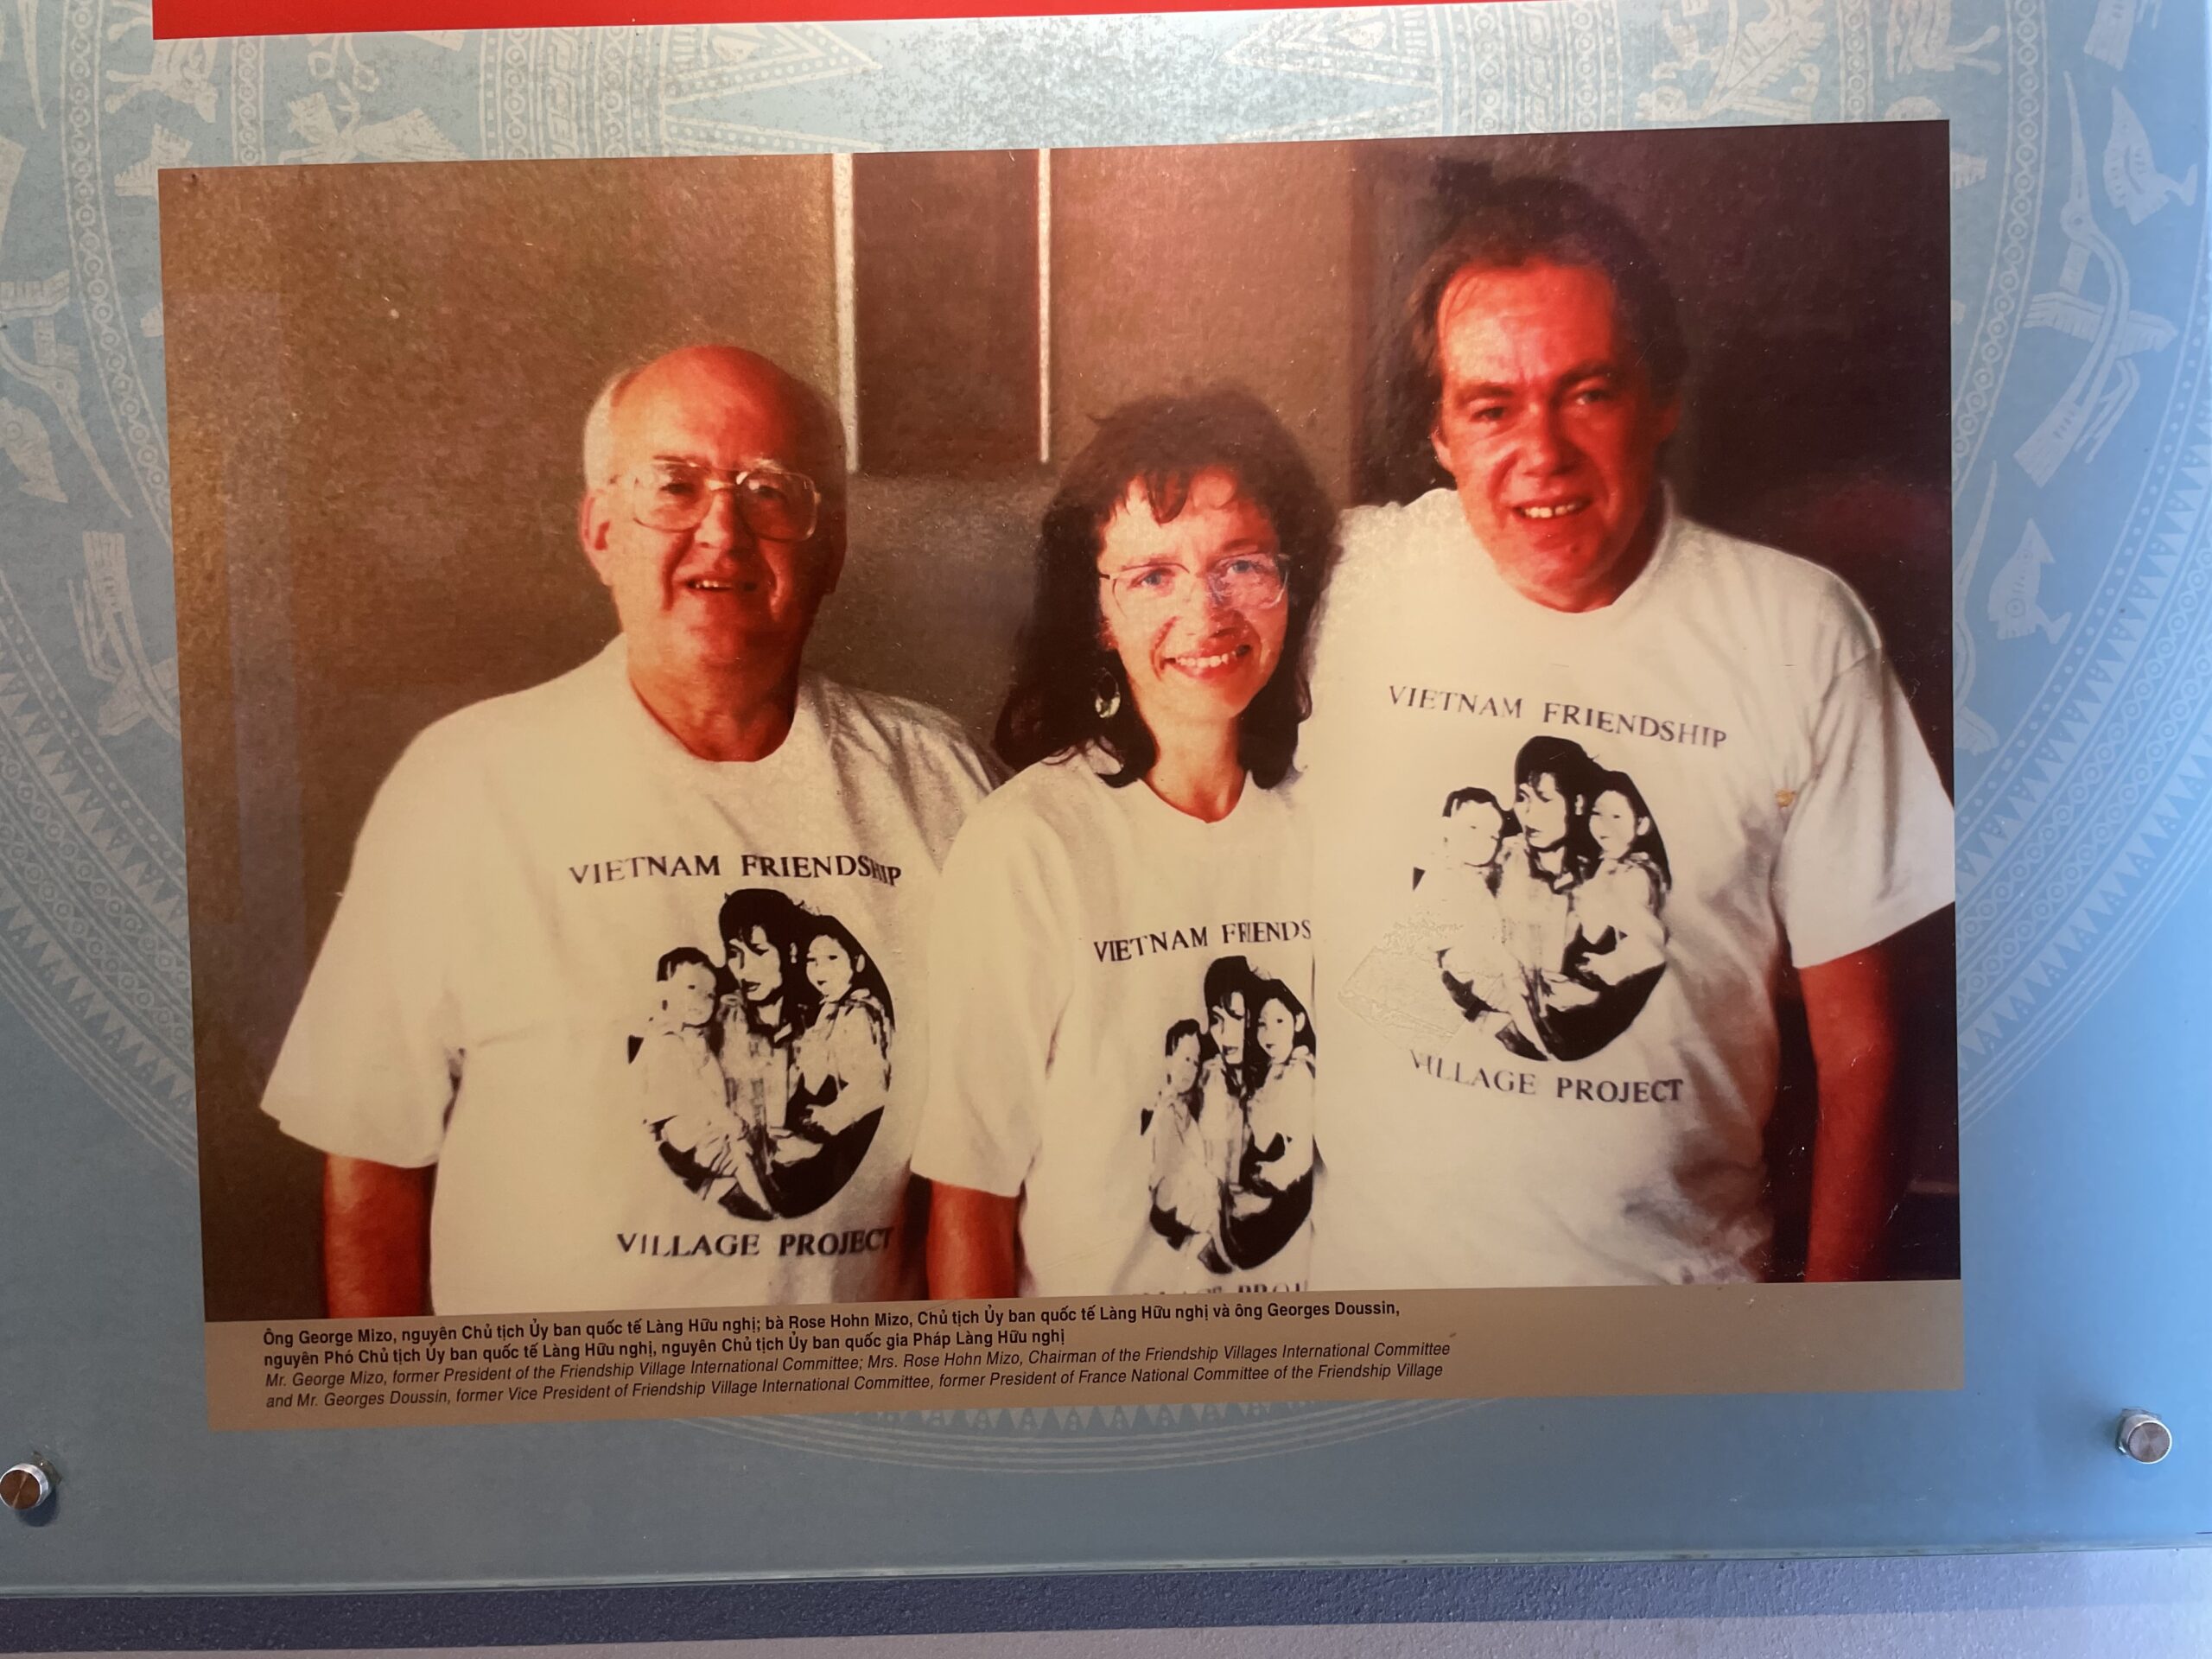 VIETNAM FRIENDSHIP
VILLAGE PROJECT
VIETNAM FRIENDS
VIETNAM FRIENDSHIP
VILLAGE PROJECT
Ông George Mizo, nguyên Chủ tịch Ủy ban quốc tế Làng Hữu nghị; bà Rose Hohn Mizo, Chủ tịch Ủy ban quốc tế Làng Hữu nghị và ông Georges Doussin,
nguyên Phó Chủ tịch Ủy ban quốc tế Làng Hữu nghị, nguyên Chủ tịch Ủy ban quốc gia Pháp Làng Hữu nghị
Mr. George Mizo, former President of the Friendship Village International Committee; Mrs. Rose Hohn Mizo, Chairman of the Friendship Villages International Committee
and Mr. Georges Doussin, former Vice President of Friendship Village International Committee, former President of France National Committee of the Friendship Village